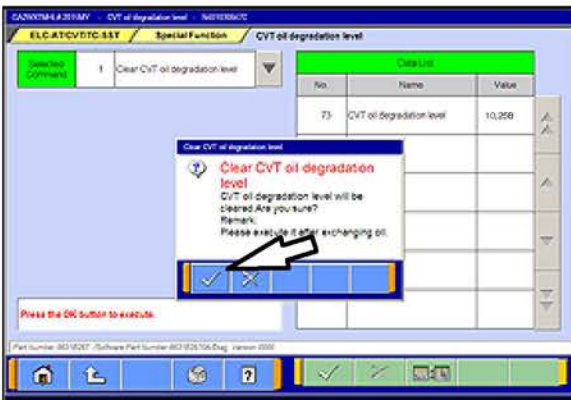 CVT oil degradation level
ELC-AT/CVT/TC-SST
Special Function
CVT oil degradation level
Selected Command
1
Clear CVT oil degradation level
Data List
No.
Name
Value
73
CVT oil degradation level
10,258
Clear CVT oil degradation level
Clear CVT oil degradation
level
CVT oil degradation level will be
cleared.Are you sure?
Remark:
Please execute it after exchanging oil.
Press the OK button to execute.